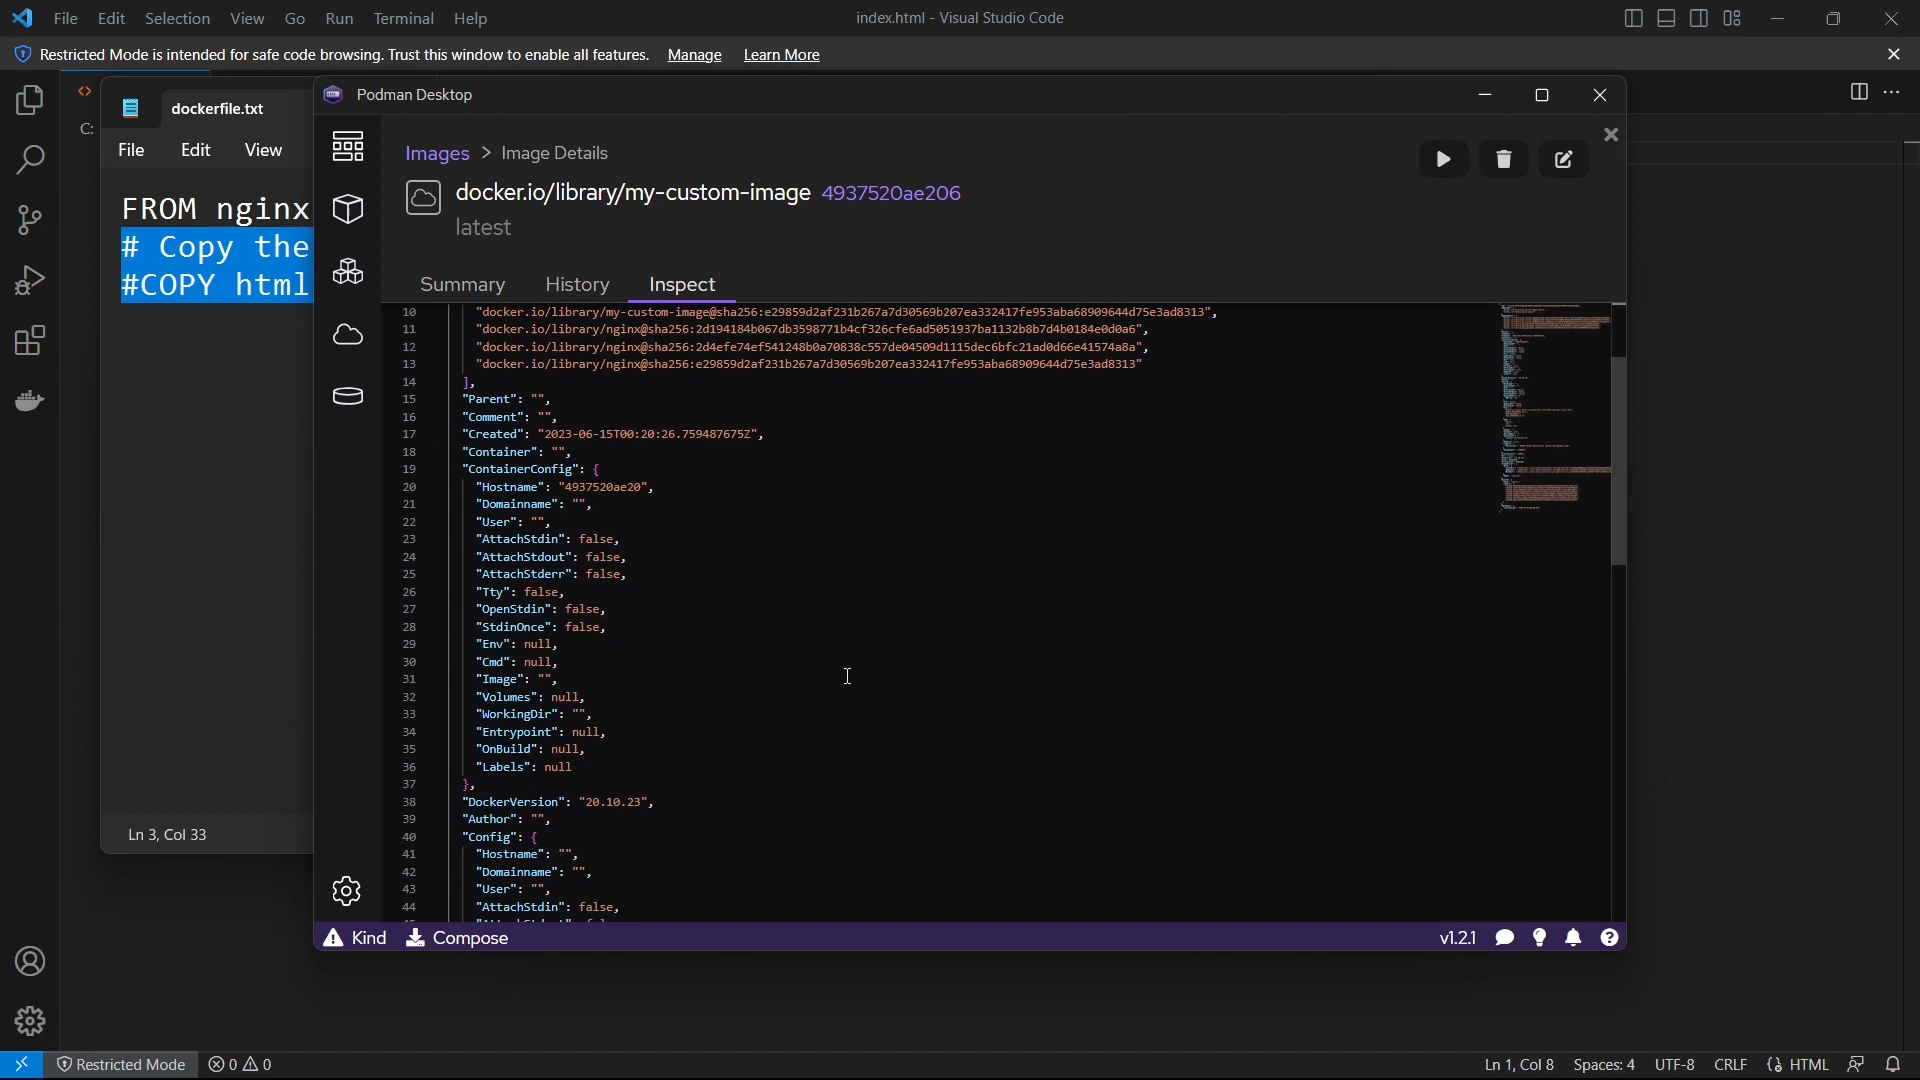 File Edit Selection View Go Run Terminal Help
index.html - Visual Studio Code
Restricted Mode is intended for safe code browsing. Trust this window to enable all features. Manage Learn More
C:
dockerfile.txt
File Edit View
FROM nginx
# Copy the
#COPY html
Ln 3, Col 33
Podman Desktop
Images > Image Details
docker.io/library/my-custom-image 4937520ae206
latest
Summary History Inspect
10 "docker.io/library/my-custom-image@sha256:e29859d2af231b267a7d30569b207ea332417fe953aba68909644d75e3ad8313",
11 "docker.io/library/nginx@sha256:2d194184b067db3598771b4cf326cfe6ad5051937ba1132b8b7d4b0184e0d0a6",
12 "docker.io/library/nginx@sha256:2d4efe74ef541248b0a70838c557de04509d1115dec6bfc21ad0d66e41574a8a",
13 "docker.io/library/nginx@sha256:e29859d2af231b267a7d30569b207ea332417fe953aba68909644d75e3ad8313"
14 ],
15 "Parent": "",
16 "Comment": "",
17 "Created": "2023-06-15T00:20:26.759487675Z",
18 "Container": "",
19 "ContainerConfig": {
20 "Hostname": "4937520ae20",
21 "Domainname": "",
22 "User": "",
23 "AttachStdin": false,
24 "AttachStdout": false,
25 "AttachStderr": false,
26 "Tty": false,
27 "OpenStdin": false,
28 "StdinOnce": false,
29 "Env": null,
30 "Cmd": null,
31 "Image": "",
32 "Volumes": null,
33 "WorkingDir": "",
34 "Entrypoint": null,
35 "OnBuild": null,
36 "Labels": null
37 },
38 "DockerVersion": "20.10.23",
39 "Author": "",
40 "Config": {
41 "Hostname": "",
42 "Domainname": "",
43 "User": "",
44 "AttachStdin": false,
Kind Compose
v1.2.1
Restricted Mode 0 0
Ln 1, Col 8 Spaces: 4 UTF-8 CRLF HTML